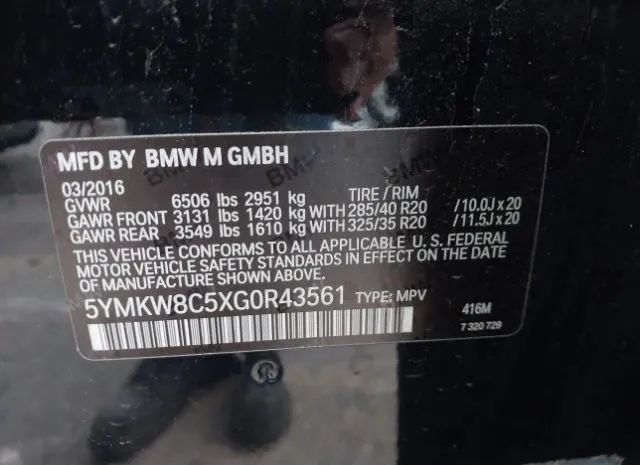 MFD BY BMW M GMBH
03/2016
GVWR 6506 lbs 2951 kg TIRE / RIM
GAWR FRONT 3131 lbs 1420 kg WITH 285/40 R20 /10.0J x 20
GAWR REAR 3549 lbs 1610 kg WITH 325/35 R20 /11.5J x 20
THIS VEHICLE CONFORMS TO ALL APPLICABLE U. S. FEDERAL
MOTOR VEHICLE SAFETY STANDARDS IN EFFECT ON THE DATE
OF MANUFACTURE SHOWN ABOVE.
5YMKW8C5XG0R43561 TYPE: MPV
416M
7 320 729